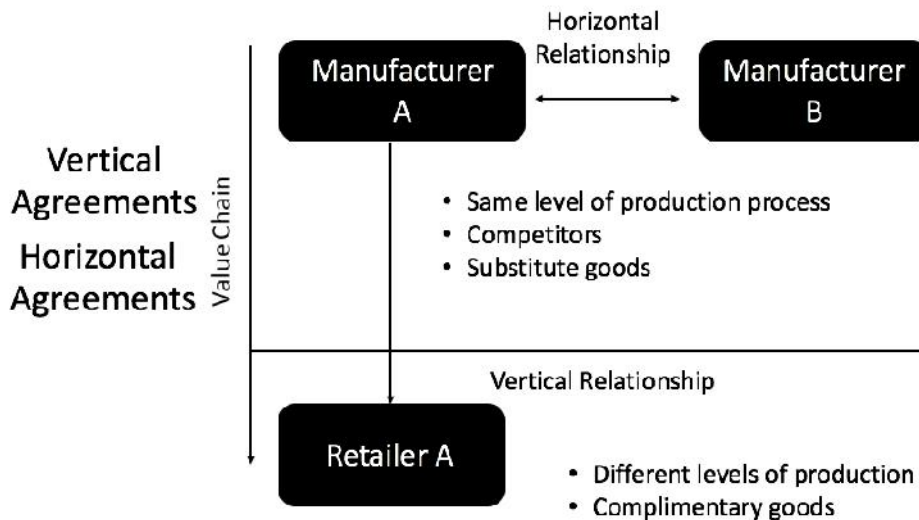 Horizontal
Relationship
Manufacturer
A
Manufacturer
B
Vertical
Agreements
Horizontal
Agreements
Value Chain
• Same level of production process
• Competitors
• Substitute goods
Vertical Relationship
Retailer A
• Different levels of production
• Complimentary goods